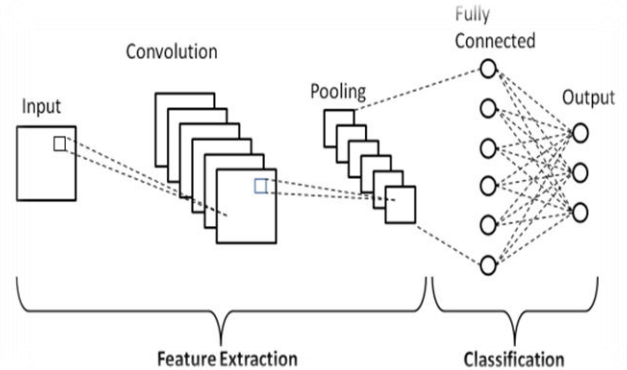 Fully
Connected
Convolution
Pooling
Input
Output
Feature Extraction
Classification